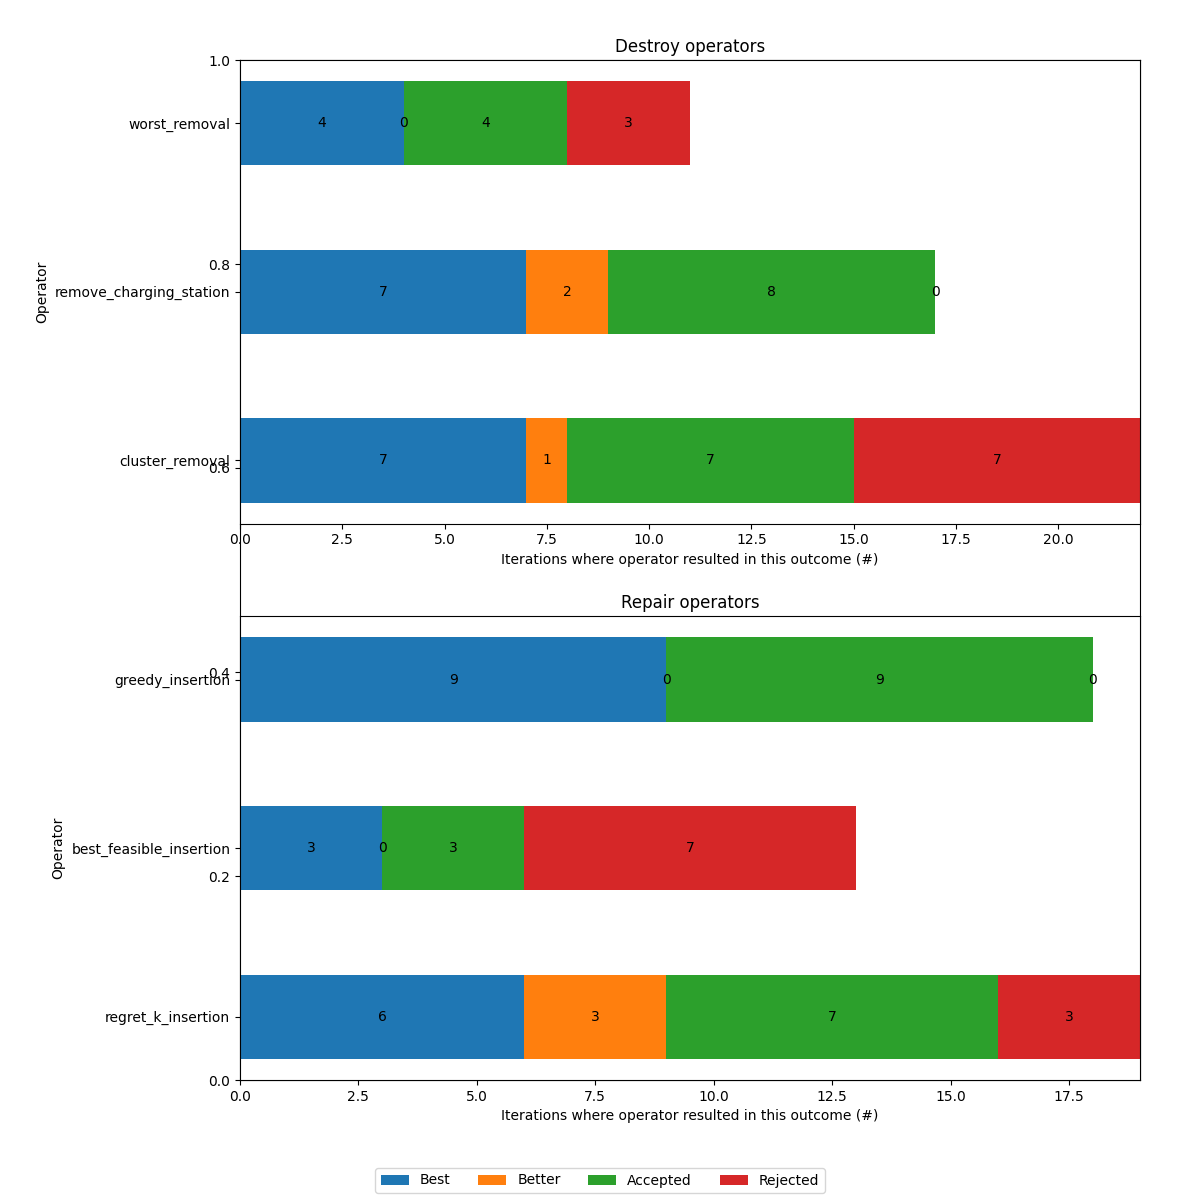 Destroy operators
1.0
worst_removal
4 0 4 3
0.8
remove_charging_station
7 2 8 0
Operator
cluster_removal
0.6
7 1 7 7
0.0 2.5 5.0 7.5 10.0 12.5 15.0 17.5 20.0
Iterations where operator resulted in this outcome (#)
Repair operators
0.4
greedy_insertion
9 0 9 0
best_feasible_insertion
3 0 3 7
Operator
0.2
regret_k_insertion
6 3 7 3
0.0
0.0 2.5 5.0 7.5 10.0 12.5 15.0 17.5
Iterations where operator resulted in this outcome (#)
Best Better Accepted Rejected